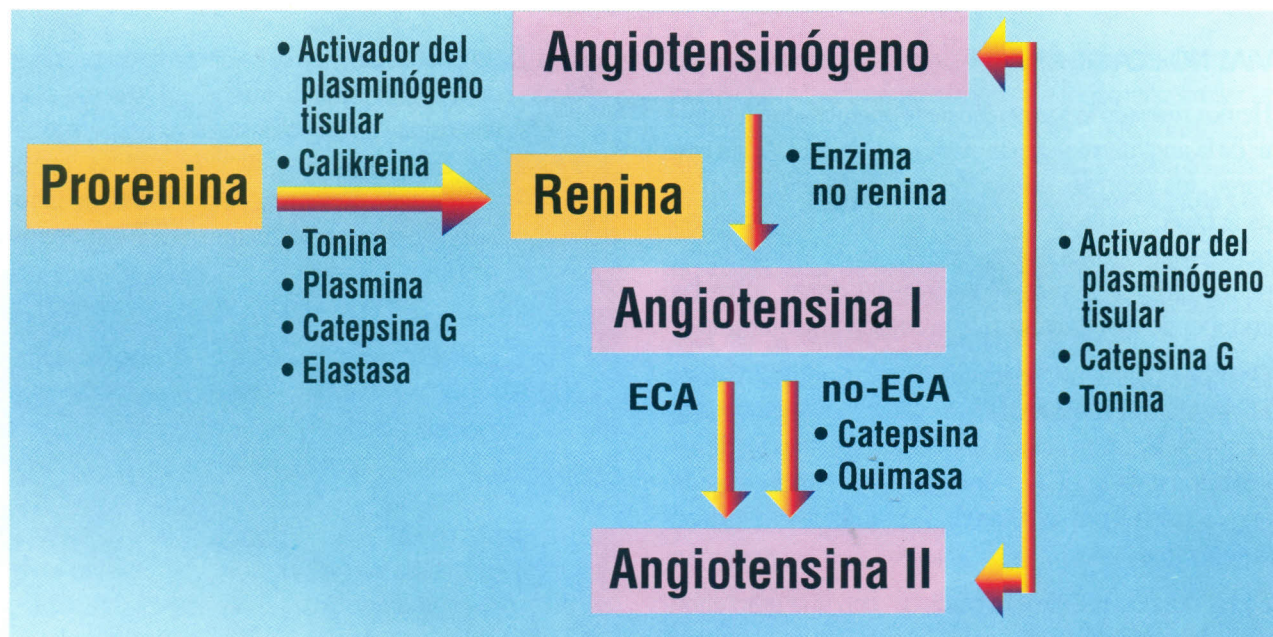 • Activador del
plasminógeno
tisular
• Calikreina
Prorenina
• Tonina
• Plasmina
• Catepsina G
• Elastasa
Angiotensinógeno
Renina
• Enzima
no renina
Angiotensina I
ECA
no-ECA
• Catepsina
• Quimasa
Angiotensina II
• Activador del
plasminógeno
tisular
• Catepsina G
• Tonina